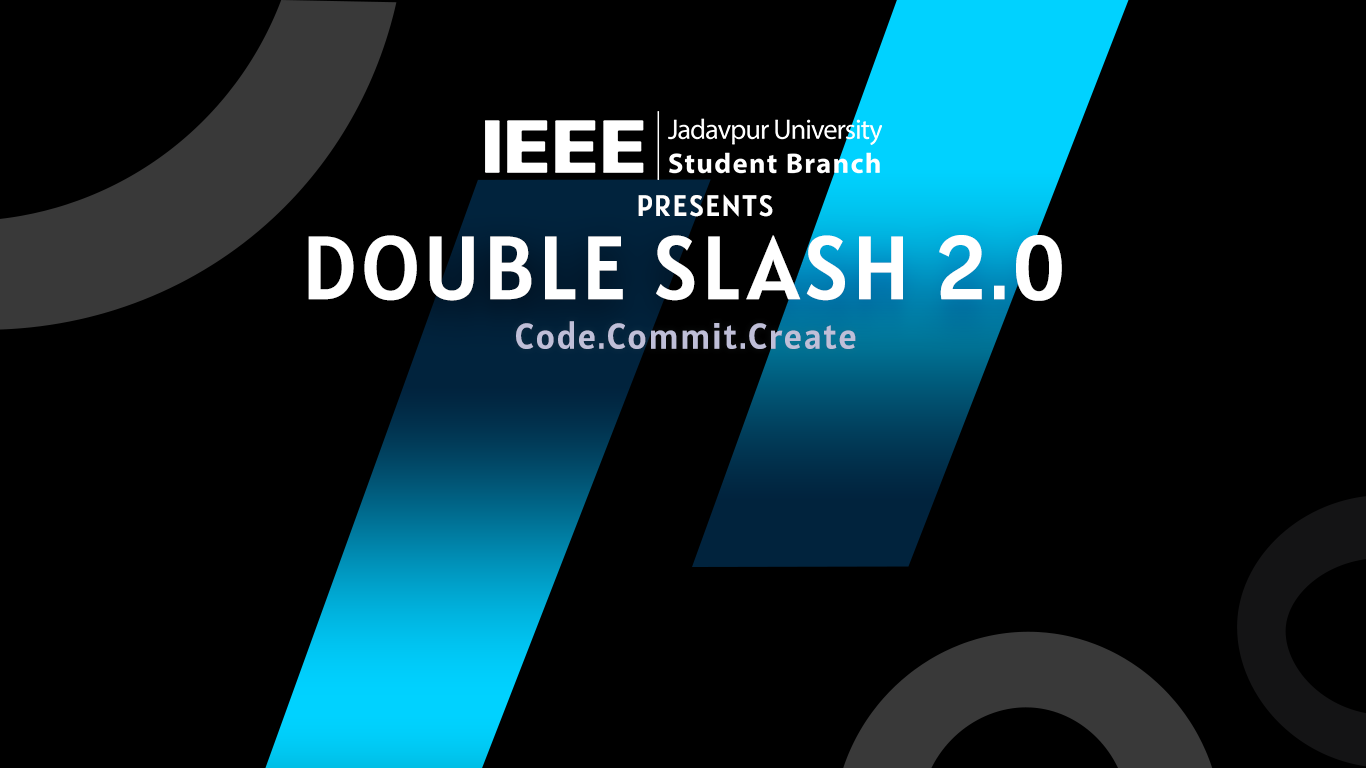 IEEE
Jadavpur University
Student Branch
PRESENTS
DOUBLE SLASH 2.0
Code.Commit.Create